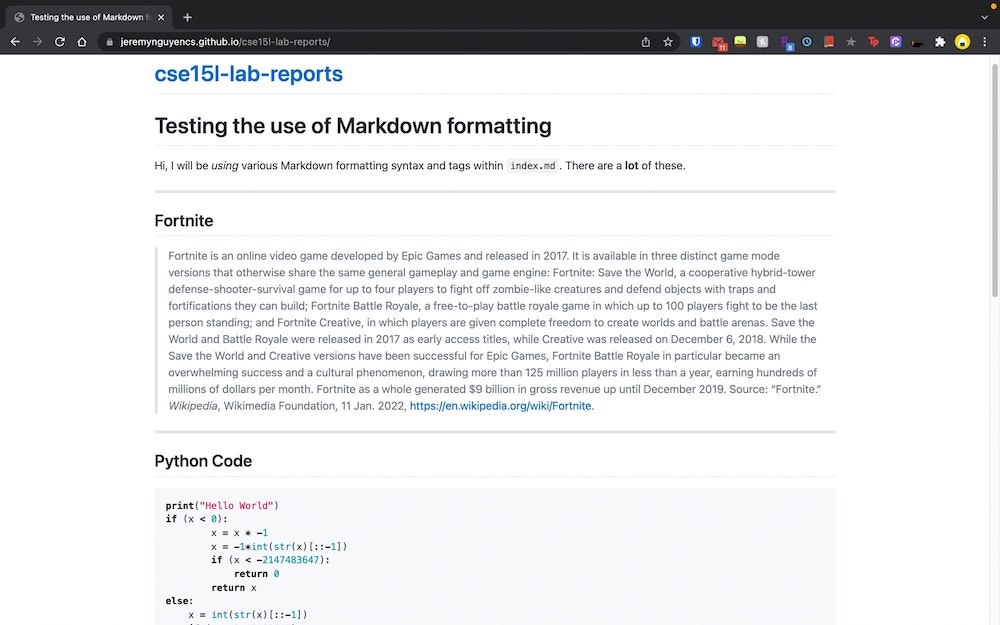 Testing the use of Markdown fo
jeremynguyencs.github.io/cse15l-lab-reports/
11
8
Tp
cse15l-lab-reports
Testing the use of Markdown formatting
Hi, I will be using various Markdown formatting syntax and tags within index.md . There are a lot of these.
Fortnite
Fortnite is an online video game developed by Epic Games and released in 2017. It is available in three distinct game mode
versions that otherwise share the same general gameplay and game engine: Fortnite: Save the World, a cooperative hybrid-tower
defense-shooter-survival game for up to four players to fight off zombie-like creatures and defend objects with traps and
fortifications they can build; Fortnite Battle Royale, a free-to-play battle royale game in which up to 100 players fight to be the last
person standing; and Fortnite Creative, in which players are given complete freedom to create worlds and battle arenas. Save the
World and Battle Royale were released in 2017 as early access titles, while Creative was released on December 6, 2018. While the
Save the World and Creative versions have been successful for Epic Games, Fortnite Battle Royale in particular became an
overwhelming success and a cultural phenomenon, drawing more than 125 million players in less than a year, earning hundreds of
millions of dollars per month. Fortnite as a whole generated $9 billion in gross revenue up until December 2019. Source: “Fortnite.”
Wikipedia, Wikimedia Foundation, 11 Jan. 2022, https://en.wikipedia.org/wiki/Fortnite.
Python Code
print("Hello World")
if (x < 0):
x = x * -1
x = -1*int(str(x)[::-1])
if (x < -2147483647):
return 0
return x
else:
x = int(str(x)[::-1])